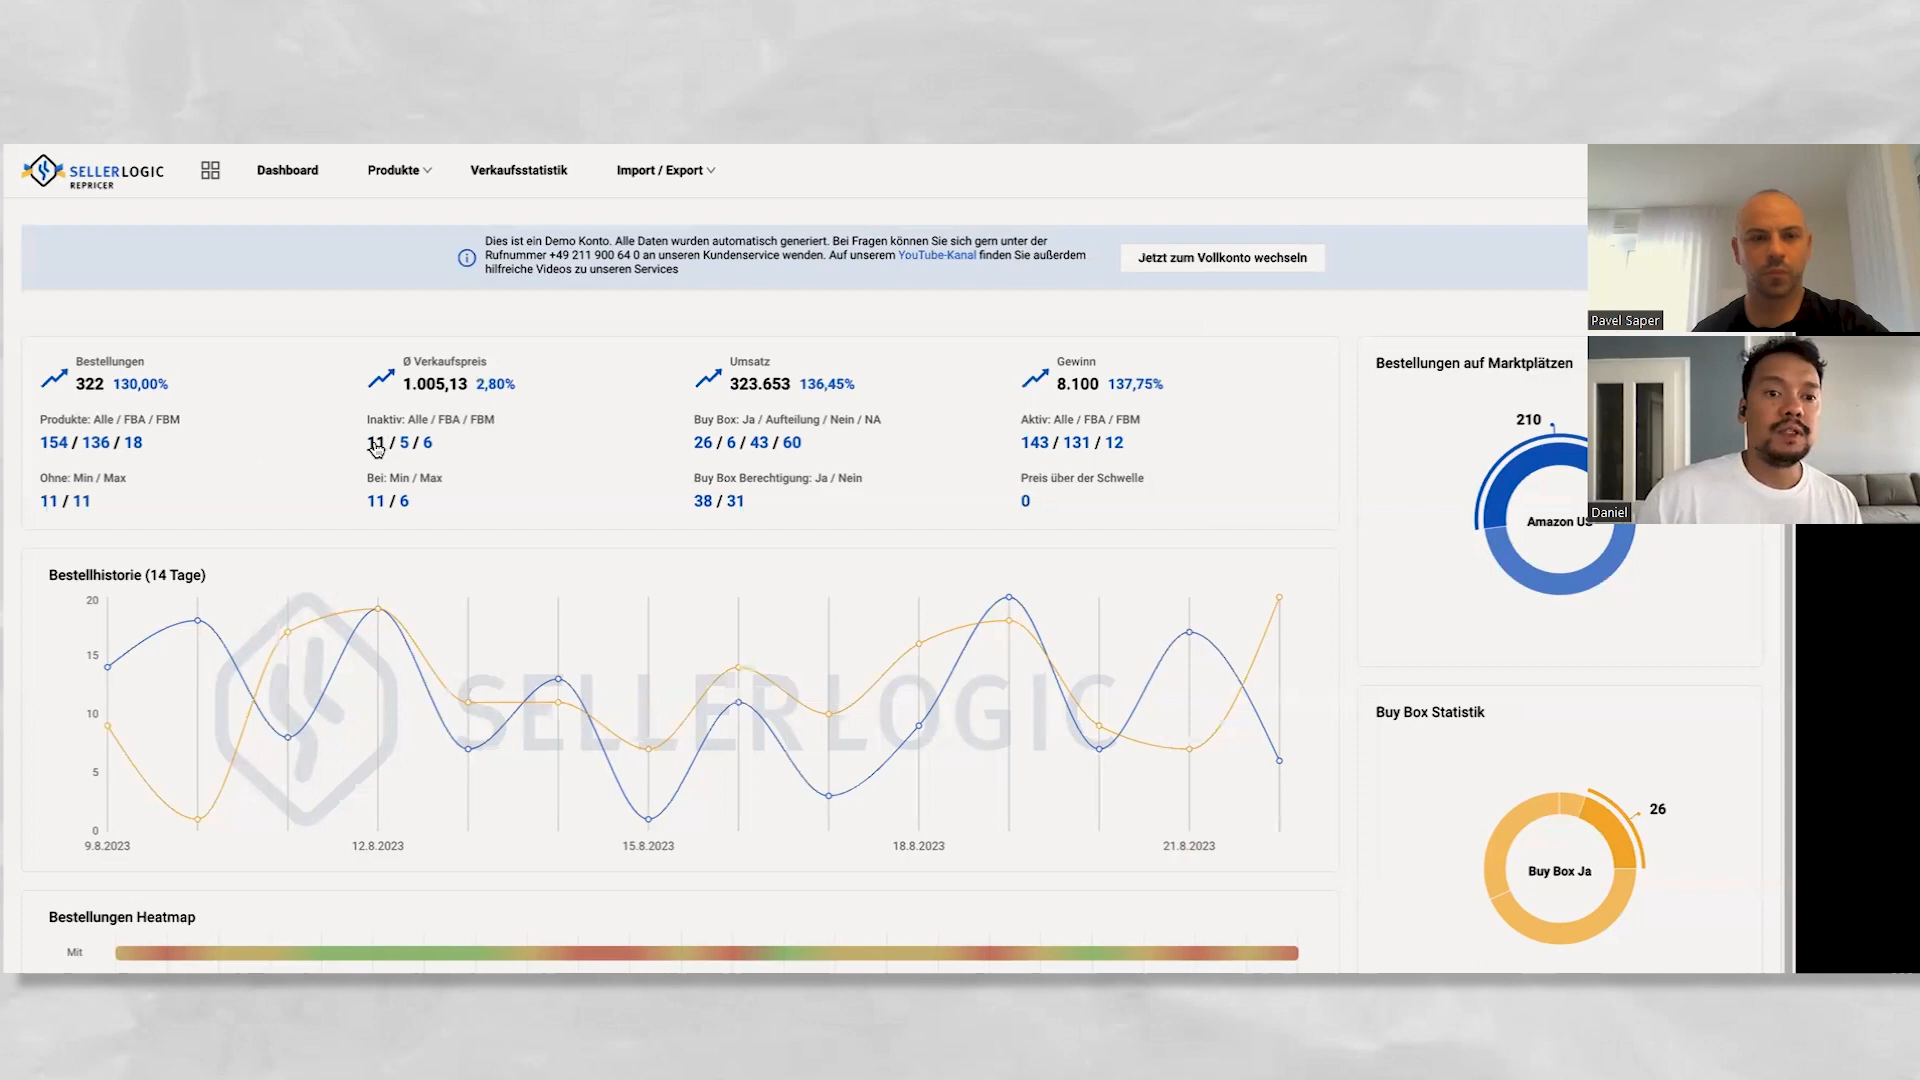 SELLERLOGIC
REPRICER
Dashboard
Produkte
Verkaufsstatistik
Import / Export
Dies ist ein Demo Konto. Alle Daten wurden automatisch generiert. Bei Fragen können Sie sich gern unter der
Rufnummer +49 211 900 64 0 an unseren Kundenservice wenden. Auf unserem YouTube-Kanal finden Sie außerdem
hilfreiche Videos zu unseren Services
Jetzt zum Vollkonto wechseln
Pavel Saper
Daniel
Bestellungen
322 130,00%
Ø Verkaufspreis
1.005,13 2,80%
Umsatz
323.653 136,45%
Gewinn
8.100 137,75%
Produkte: Alle / FBA / FBM
154 / 136 / 18
Inaktiv: Alle / FBA / FBM
11 / 5 / 6
Buy Box: Ja / Aufteilung / Nein / NA
26 / 6 / 43 / 60
Aktiv: Alle / FBA / FBM
143 / 131 / 12
Ohne: Min / Max
11 / 11
Bei: Min / Max
11 / 6
Buy Box Berechtigung: Ja / Nein
38 / 31
Preis über der Schwelle
0
Bestellungen auf Marktplätzen
210
Amazon US
Bestellhistorie (14 Tage)
20
15
10
5
0
SELLERLOGIC
9.8.2023
12.8.2023
15.8.2023
18.8.2023
21.8.2023
Buy Box Statistik
26
Buy Box Ja
Bestellungen Heatmap
Mit